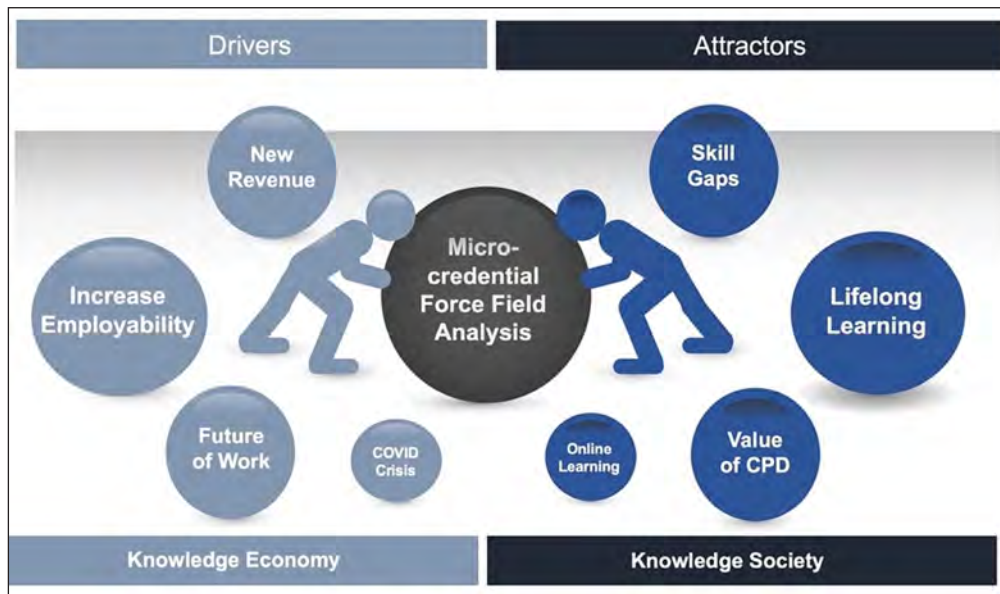 Drivers
Attractors
New
Revenue
Skill
Gaps
Increase
Employability
Micro-
credential
Force Field
Analysis
Lifelong
Learning
Future
of Work
COVID
Crisis
Online
Learning
Value
of CPD
Knowledge Economy
Knowledge Society